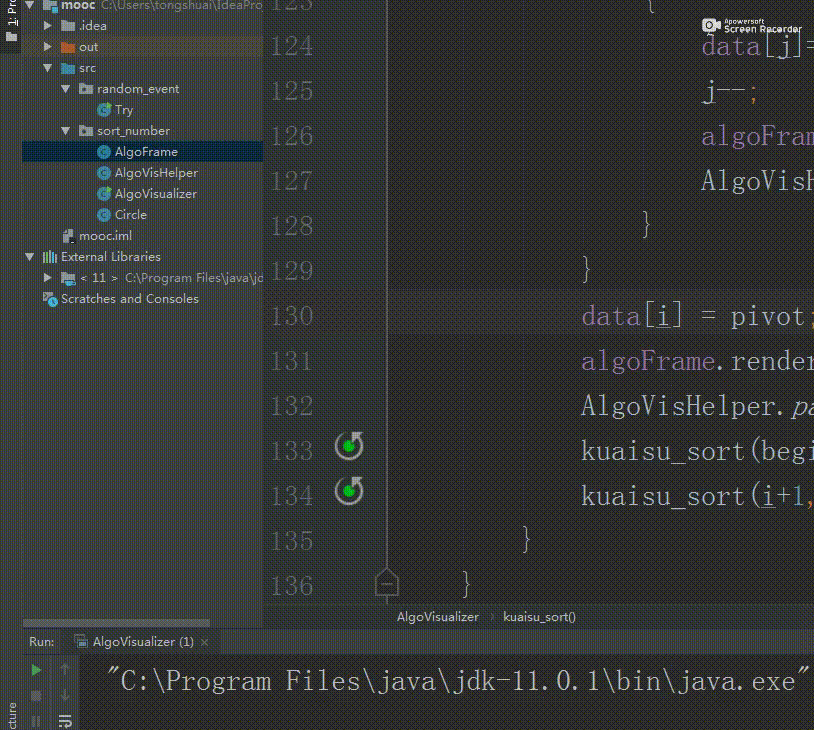 1: Pr
mooc C:\Users\tongshuai\IdeaPro
.idea
out
src
random_event
Try
sort_number
AlgoFrame
AlgoVisHelper
AlgoVisualizer
Circle
mooc.iml
External Libraries
< 11 > C:\Program Files\java\jd
Scratches and Consoles
Apowersoft
Screen Recorder
123 {
124 data[j]=
125 j--;
126 algoFram
127 AlgoVisH
128 }
129 }
130 data[i] = pivot;
131 algoFrame.render
132 AlgoVisHelper.pa
133 kuaisu_sort(begi
134 kuaisu_sort(i+1,
135 }
136 }
AlgoVisualizer › kuaisu_sort()
Run: AlgoVisualizer (1) ×
"C:\Program Files\java\jdk-11.0.1\bin\java.exe"
cture